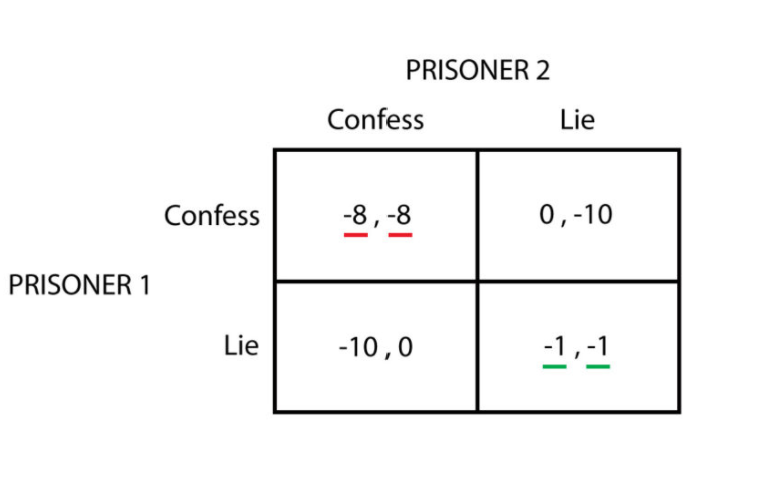 PRISONER 2
Confess Lie
Confess -8 , -8 0 , -10
PRISONER 1
Lie -10 , 0 -1 , -1